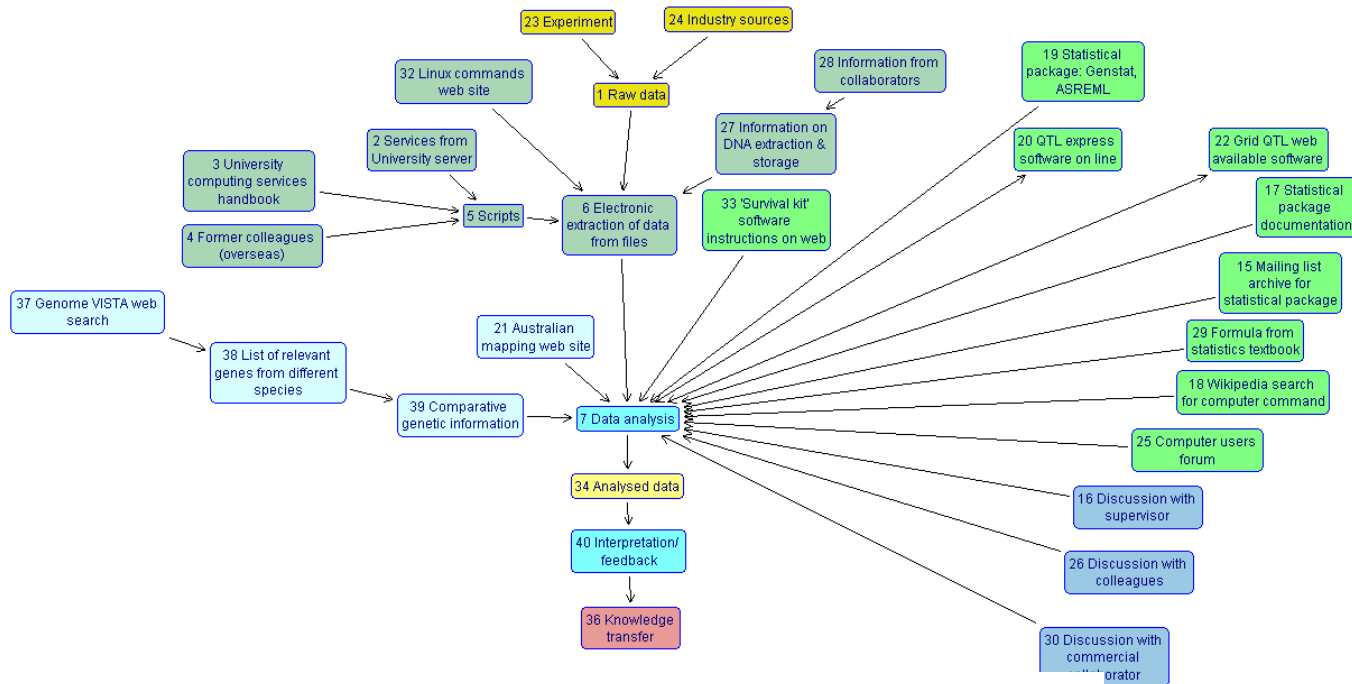 23 Experiment
24 Industry sources
19 Statistical
package: Genstat,
ASREML
32 Linux commands
web site
28 Information from
collaborators
1 Raw data
27 Information on
DNA extraction &
storage
2 Services from
University server
20 QTL express
software on line
22 Grid QTL web
available software
3 University
computing services
handbook
17 Statistical
package
documentation
5 Scripts
6 Electronic
extraction of data
from files
33 'Survival kit'
software
instructions on web
4 Former colleagues
(overseas)
15 Mailing list
archive for
statistical package
37 Genome VISTA web
search
21 Australian
mapping web site
29 Formula from
statistics textbook
38 List of relevant
genes from different
species
18 Wikipedia search
for computer command
39 Comparative
genetic information
7 Data analysis
25 Computer users
forum
34 Analysed data
16 Discussion with
supervisor
40 Interpretation/
feedback
26 Discussion with
colleagues
36 Knowledge
transfer
30 Discussion with
commercial